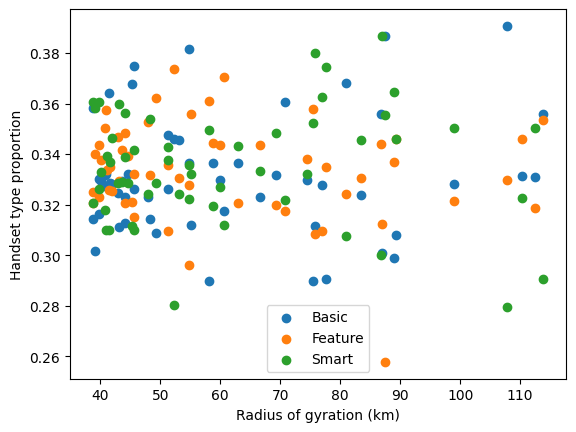 0.38
0.36
0.34
0.32
0.30
0.28
0.26
Handset type proportion
Basic
Feature
Smart
40 50 60 70 80 90 100 110
Radius of gyration (km)